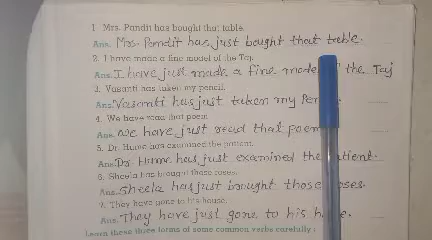 1. Mrs. Pandit has bought that table.
Ans. Mrs. Pandit has just bought that table.
2. I have made a fine model of the Taj.
Ans. I have just made a fine model the Taj
3. Vasanti has taken my pencil.
Ans. Vasanti has just taken my
4. We have read that poem.
Ans. We have just read that poem
5. Dr. Hume has examined the patient.
Ans. Dr. Hume has just examined the patient.
6. Sheela has brought these roses.
Ans. Sheela has just brought those roses.
7. They have gone to his house.
Ans. They have just gone to his
Learn these three forms of some common verbs carefully :